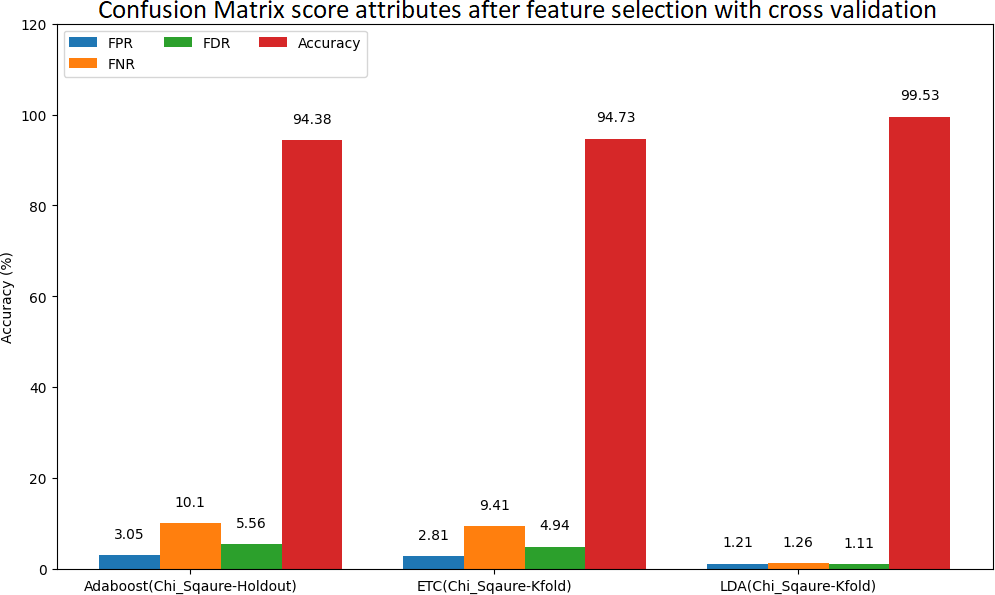 Confusion Matrix score attributes after feature selection with cross validation
120
100
80
60
40
20
0
Accuracy (%)
FPR
FNR
FDR
Accuracy
3.05
10.1
5.56
94.38
2.81
9.41
4.94
94.73
1.21
1.26
1.11
99.53
Adaboost(Chi_Sqaure-Holdout)
ETC(Chi_Sqaure-Kfold)
LDA(Chi_Sqaure-Kfold)